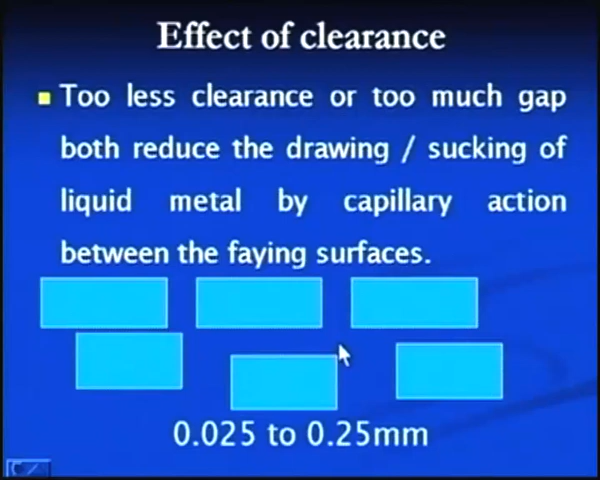 Effect of clearance
Too less clearance or too much gap
both reduce the drawing / sucking of
liquid metal by capillary action
between the faying surfaces.
0.025 to 0.25mm